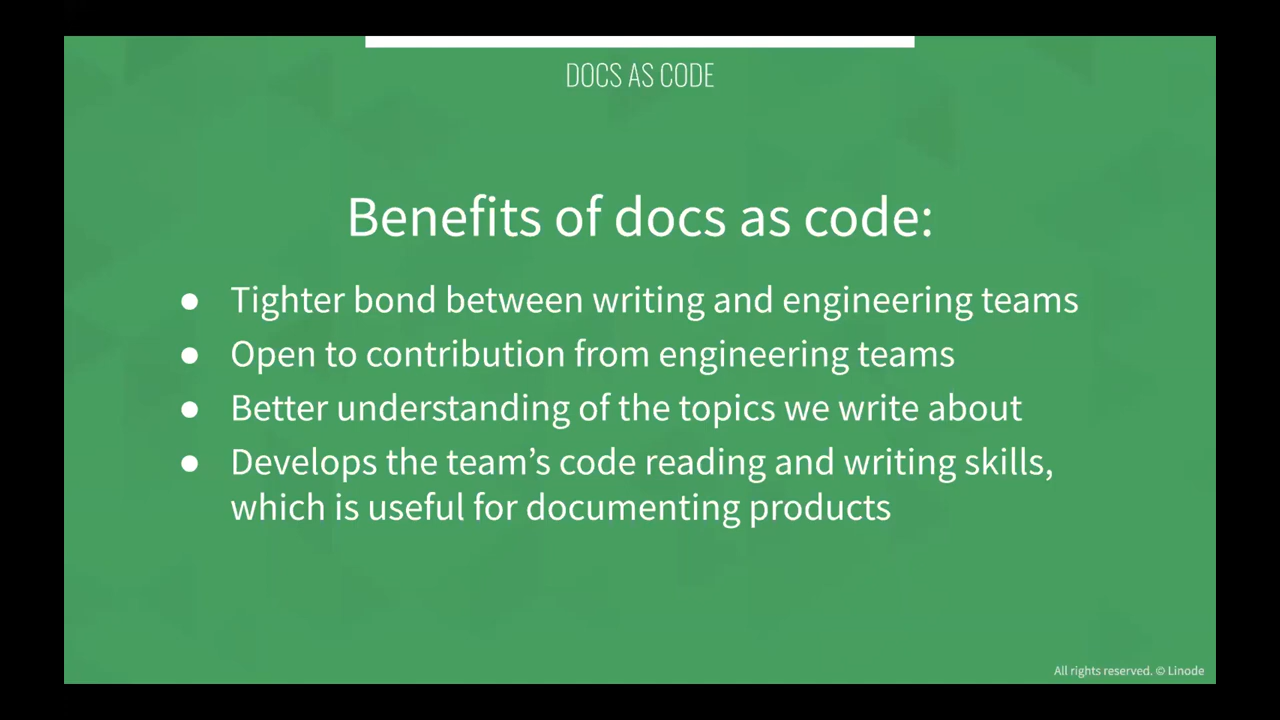 DOCS AS CODE
Benefits of docs as code:
● Tighter bond between writing and engineering teams
● Open to contribution from engineering teams
● Better understanding of the topics we write about
● Develops the team’s code reading and writing skills,
which is useful for documenting products
All rights reserved. © Linode